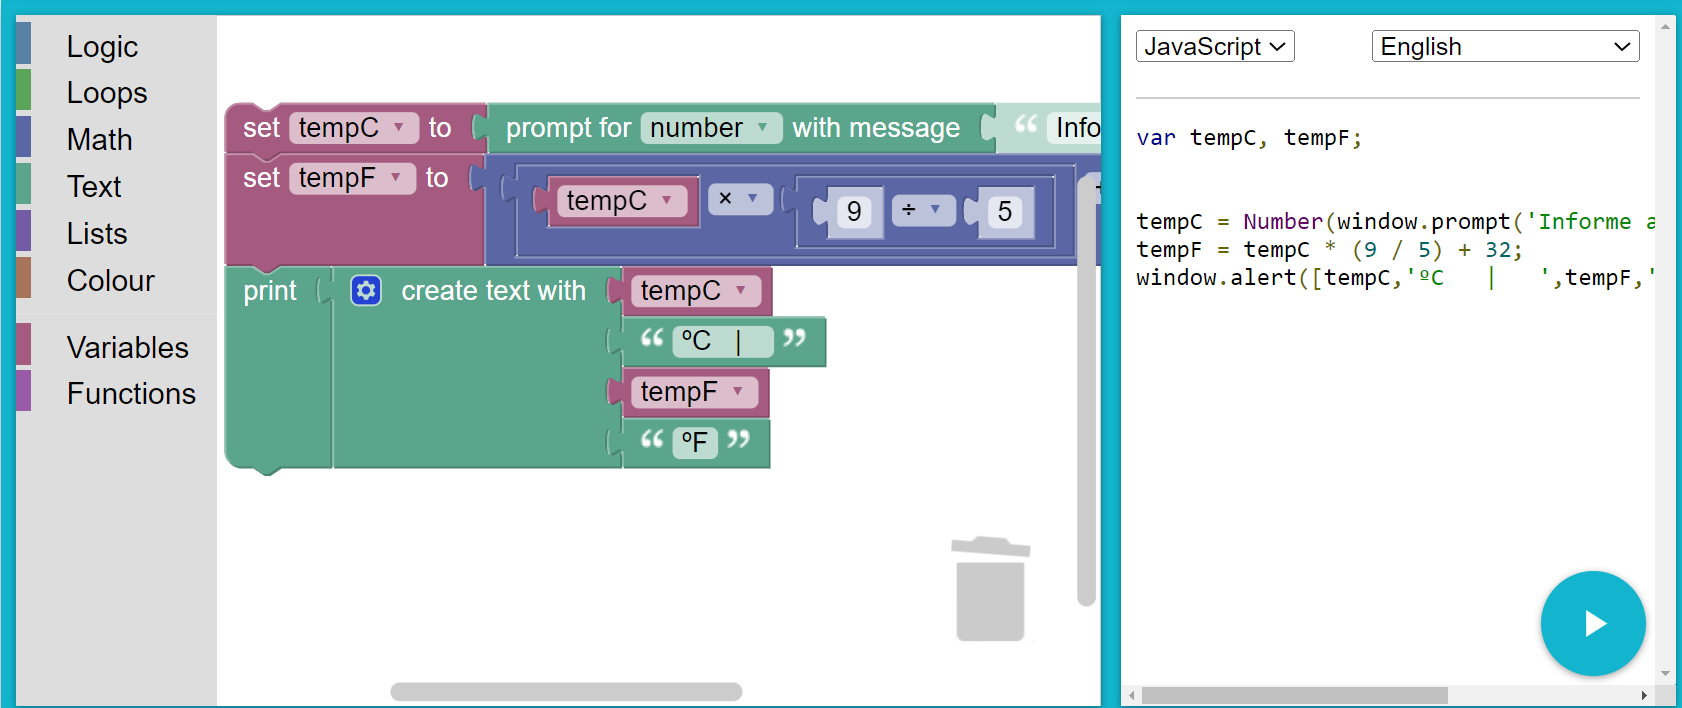 Logic
Loops
Math
Text
Lists
Colour
Variables
Functions
set tempC to prompt for number with message “ Info
set tempF to tempC × 9 ÷ 5 +
print create text with tempC
“ ºC | ”
tempF
“ ºF ”
JavaScript English
var tempC, tempF;
tempC = Number(window.prompt('Informe a
tempF = tempC * (9 / 5) + 32;
window.alert([tempC,'ºC   |   ',tempF,'